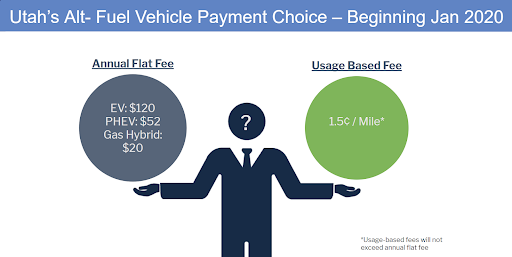 Utah's Alt- Fuel Vehicle Payment Choice – Beginning Jan 2020
Annual Flat Fee
EV: $120
PHEV: $52
Gas Hybrid:
$20
?
Usage Based Fee
1.5¢ / Mile*
*Usage-based fees will not
exceed annual flat fee